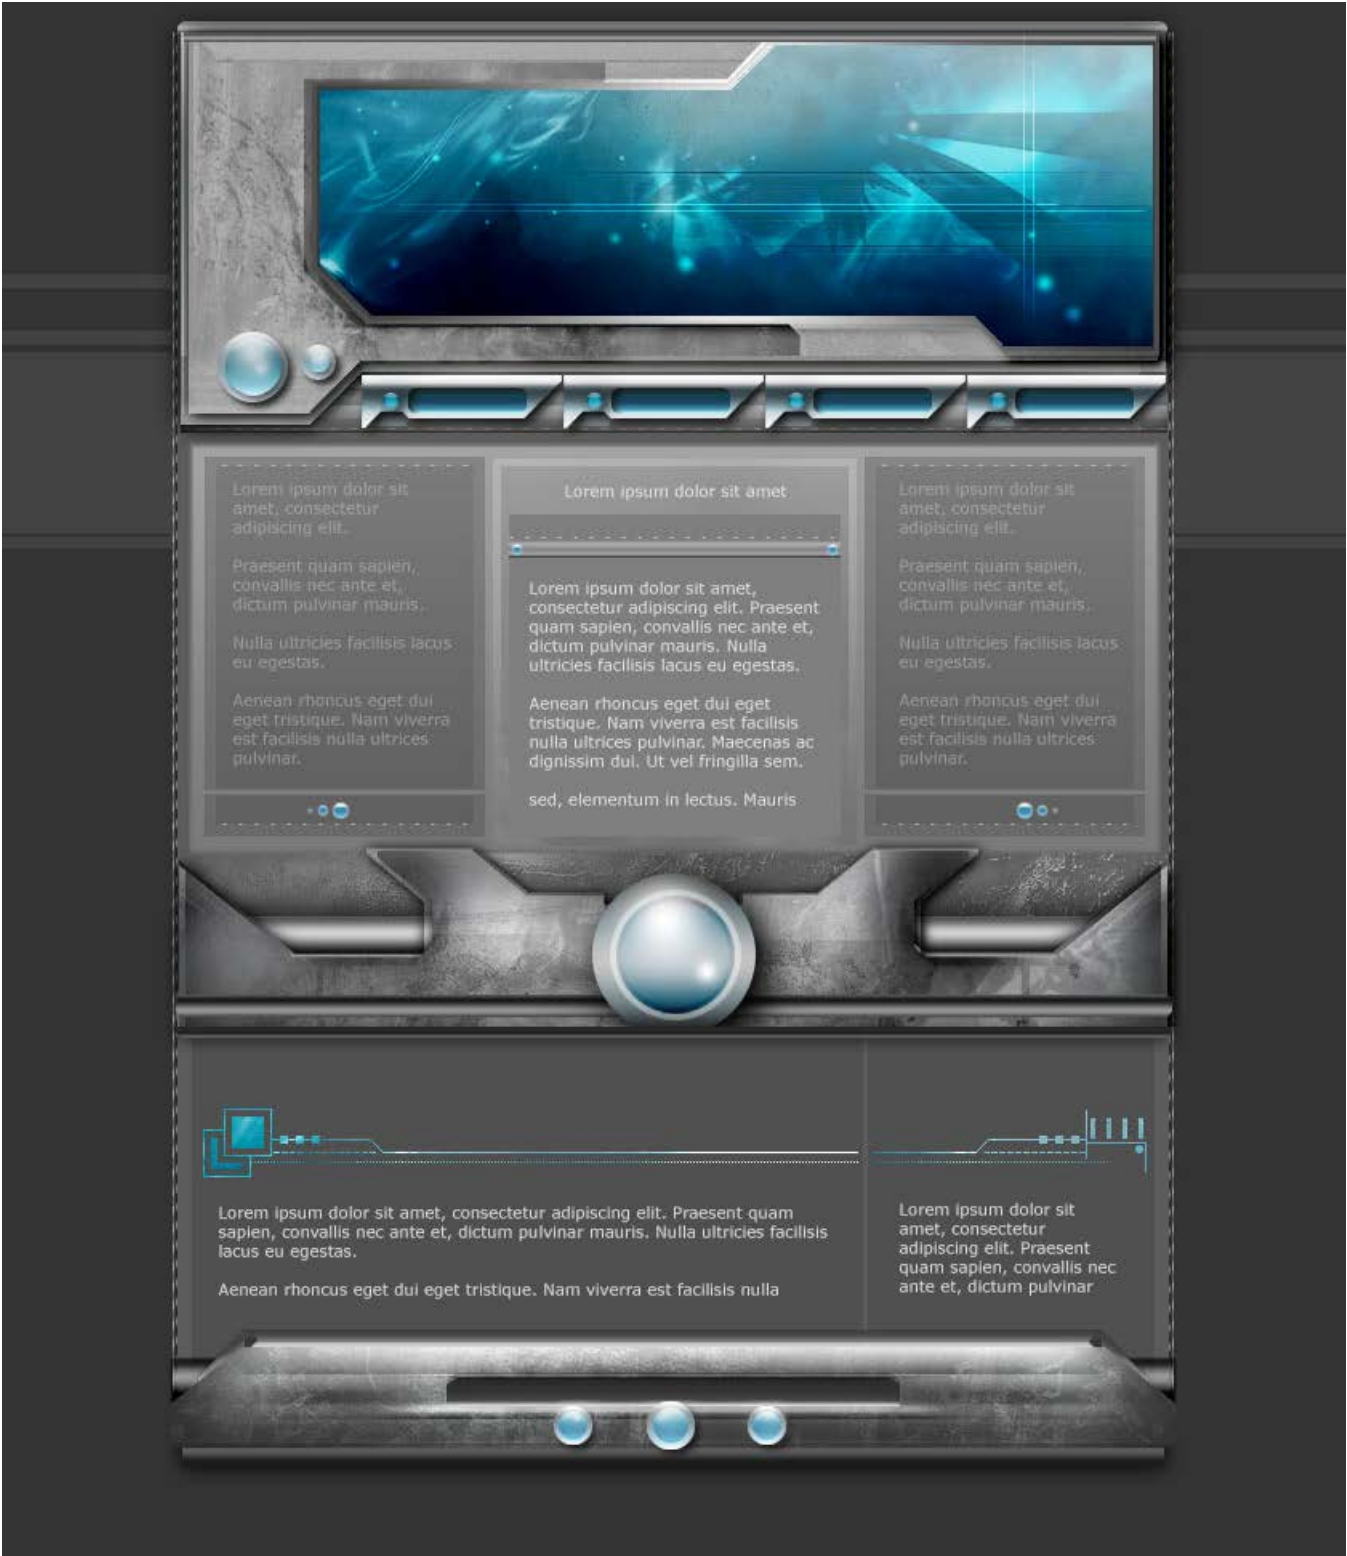 Lorem ipsum dolor sit
amet, consectetur
adipiscing elit.
Praesent quam sapien,
convallis nec ante et,
dictum pulvinar mauris.
Nulla ultricies facilisis lacus
eu egestas.
Aenean rhoncus eget dui
eget tristique. Nam viverra
est facilisis nulla ultrices
pulvinar.
Lorem ipsum dolor sit amet
Lorem ipsum dolor sit amet,
consectetur adipiscing elit. Praesent
quam sapien, convallis nec ante et,
dictum pulvinar mauris. Nulla
ultricies facilisis lacus eu egestas.
Aenean rhoncus eget dui eget
tristique. Nam viverra est facilisis
nulla ultrices pulvinar. Maecenas ac
dignissim dui. Ut vel fringilla sem.
sed, elementum in lectus. Mauris
Lorem ipsum dolor sit
amet, consectetur
adipiscing elit.
Praesent quam sapien,
convallis nec ante et,
dictum pulvinar mauris.
Nulla ultricies facilisis lacus
eu egestas.
Aenean rhoncus eget dui
eget tristique. Nam viverra
est facilisis nulla ultrices
pulvinar.
Lorem ipsum dolor sit amet, consectetur adipiscing elit. Praesent quam
sapien, convallis nec ante et, dictum pulvinar mauris. Nulla ultricies facilisis
lacus eu egestas.
Aenean rhoncus eget dui eget tristique. Nam viverra est facilisis nulla
Lorem ipsum dolor sit
amet, consectetur
adipiscing elit. Praesent
quam sapien, convallis nec
ante et, dictum pulvinar